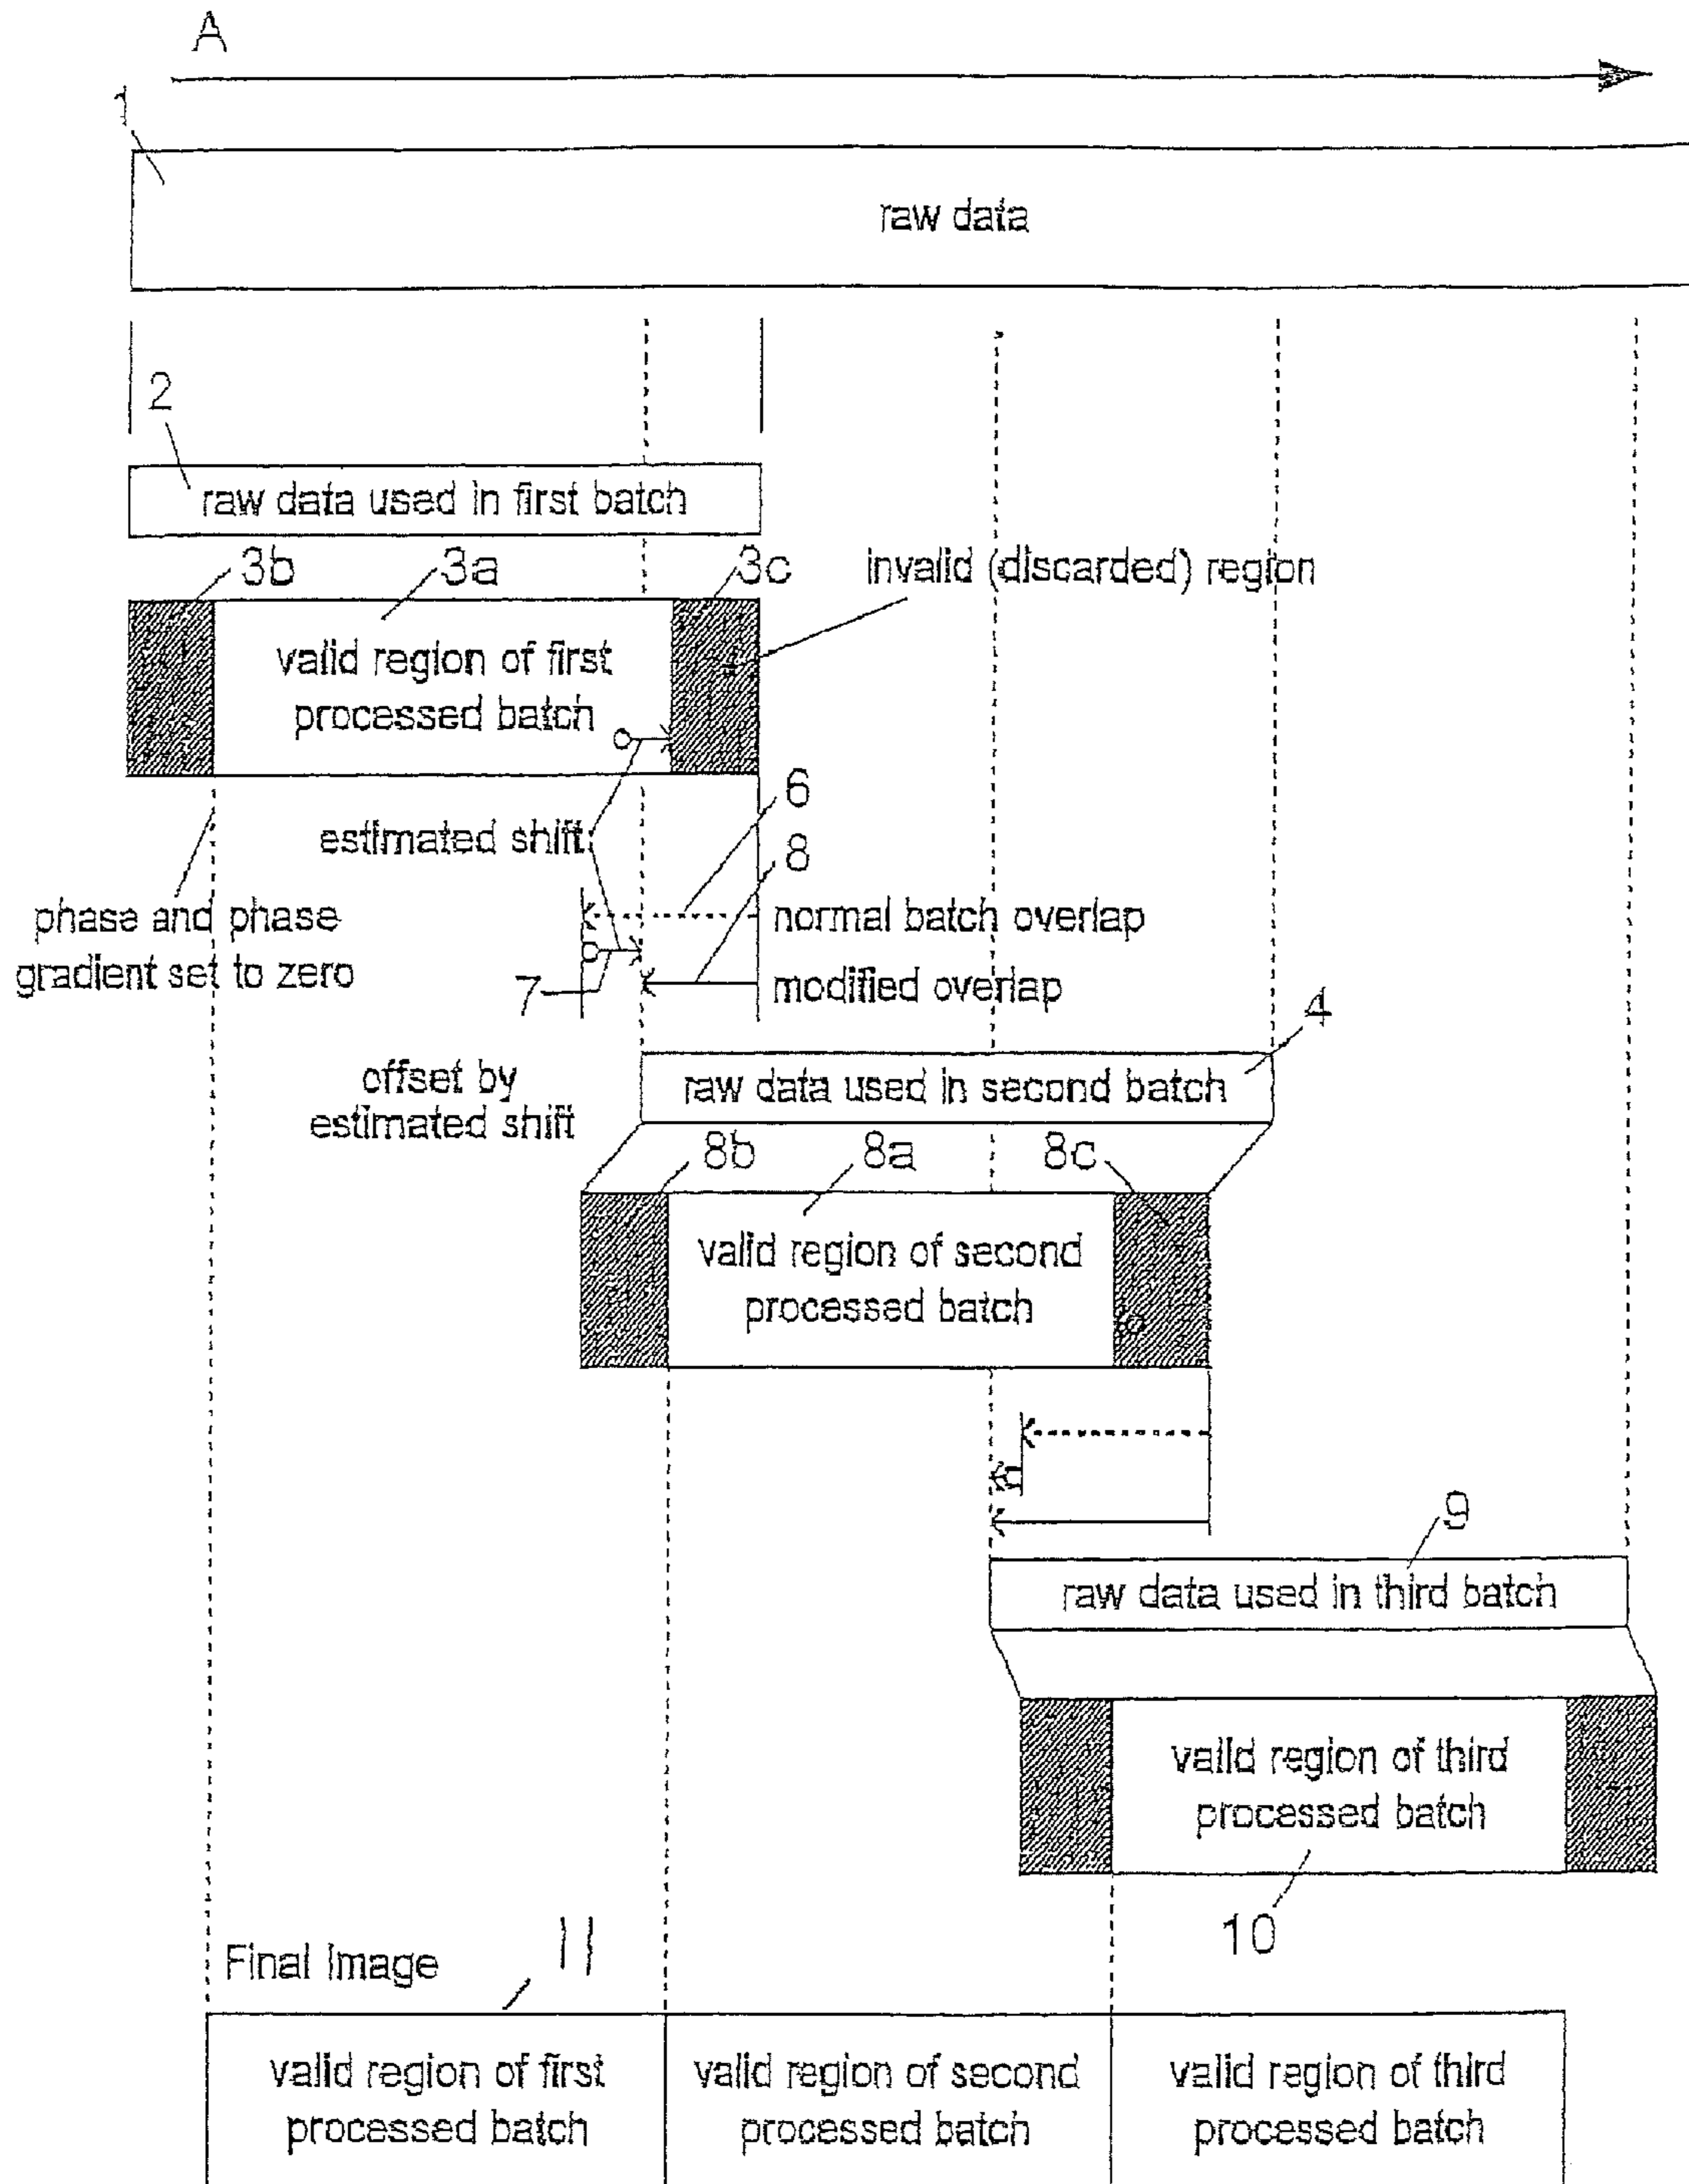 A
1
raw data
2
raw data used in first batch
3b
3a
3c
invalid (discarded) region
valid region of first
processed batch
6
estimated shift
8
phase and phase
gradient set to zero
normal batch overlap
7
modified overlap
4
offset by
estimated shift
raw data used in second batch
8b
8a
8c
valid region of second
processed batch
9
raw data used in third batch
valid region of third
processed batch
10
Final Image
11
valid region of first
processed batch
valid region of second
processed batch
valid region of third
processed batch